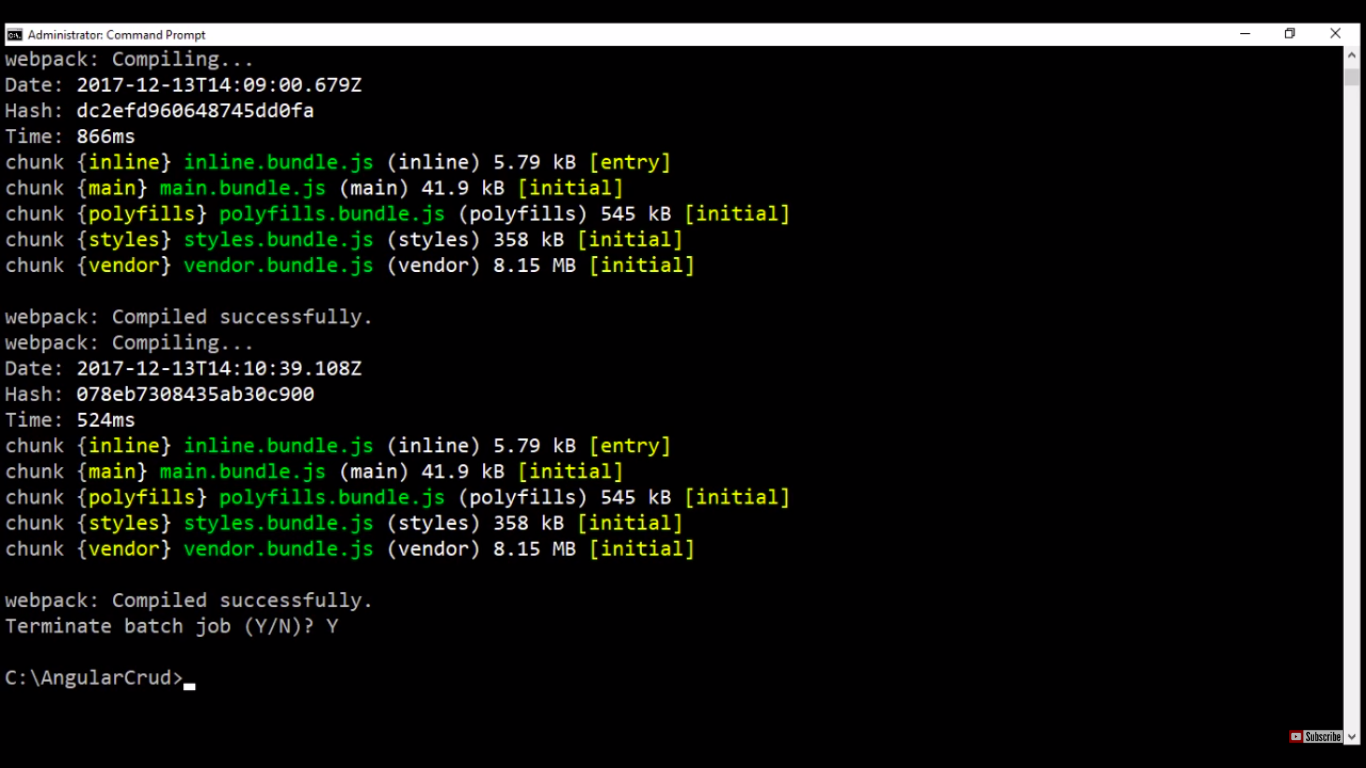 Administrator: Command Prompt
webpack: Compiling...
Date: 2017-12-13T14:09:00.679Z
Hash: dc2efd960648745dd0fa
Time: 866ms
chunk {inline} inline.bundle.js (inline) 5.79 kB [entry]
chunk {main} main.bundle.js (main) 41.9 kB [initial]
chunk {polyfills} polyfills.bundle.js (polyfills) 545 kB [initial]
chunk {styles} styles.bundle.js (styles) 358 kB [initial]
chunk {vendor} vendor.bundle.js (vendor) 8.15 MB [initial]
webpack: Compiled successfully.
webpack: Compiling...
Date: 2017-12-13T14:10:39.108Z
Hash: 078eb7308435ab30c900
Time: 524ms
chunk {inline} inline.bundle.js (inline) 5.79 kB [entry]
chunk {main} main.bundle.js (main) 41.9 kB [initial]
chunk {polyfills} polyfills.bundle.js (polyfills) 545 kB [initial]
chunk {styles} styles.bundle.js (styles) 358 kB [initial]
chunk {vendor} vendor.bundle.js (vendor) 8.15 MB [initial]
webpack: Compiled successfully.
Terminate batch job (Y/N)? Y
C:\AngularCrud>
Subscribe